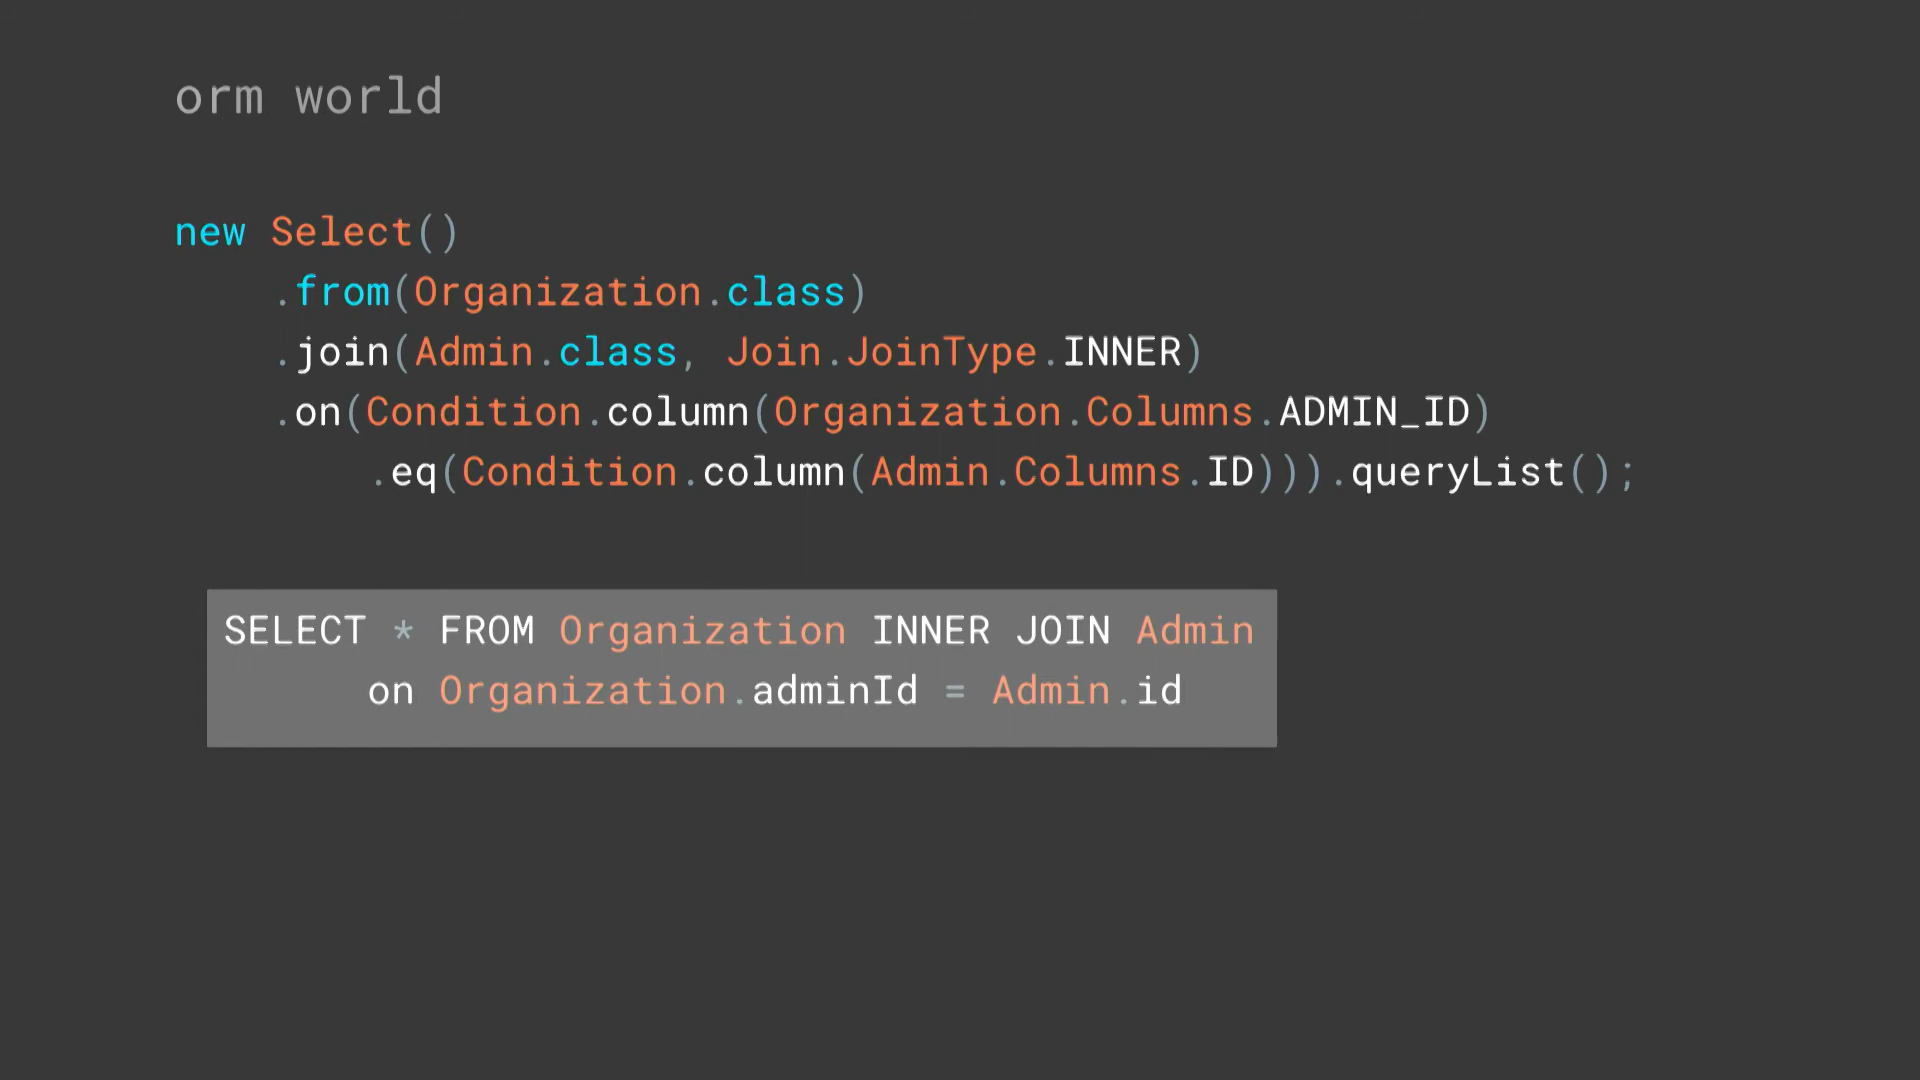 orm world
new Select()
.from(Organization.class)
.join(Admin.class, Join.JoinType.INNER)
.on(Condition.column(Organization.Columns.ADMIN_ID)
.eq(Condition.column(Admin.Columns.ID))).queryList();
SELECT * FROM Organization INNER JOIN Admin
on Organization.adminId = Admin.id